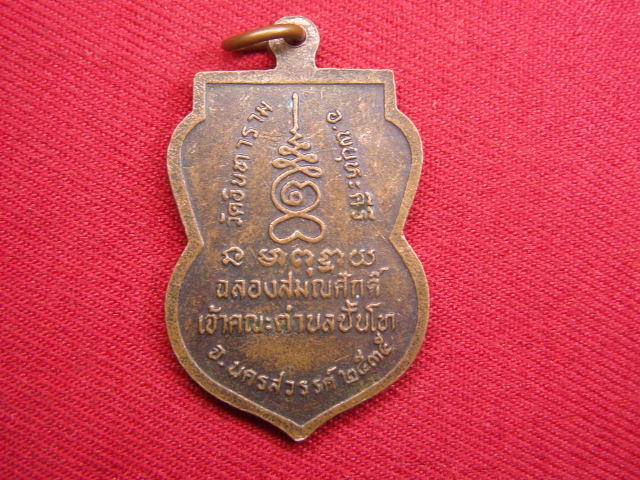 วัดอินทาราม
อ.พยุหะคีรี
ฉลองสมณศักดิ์
เจ้าคณะตำบลชั้นโท
จ.นครสวรรค์ ๒๕๓๕